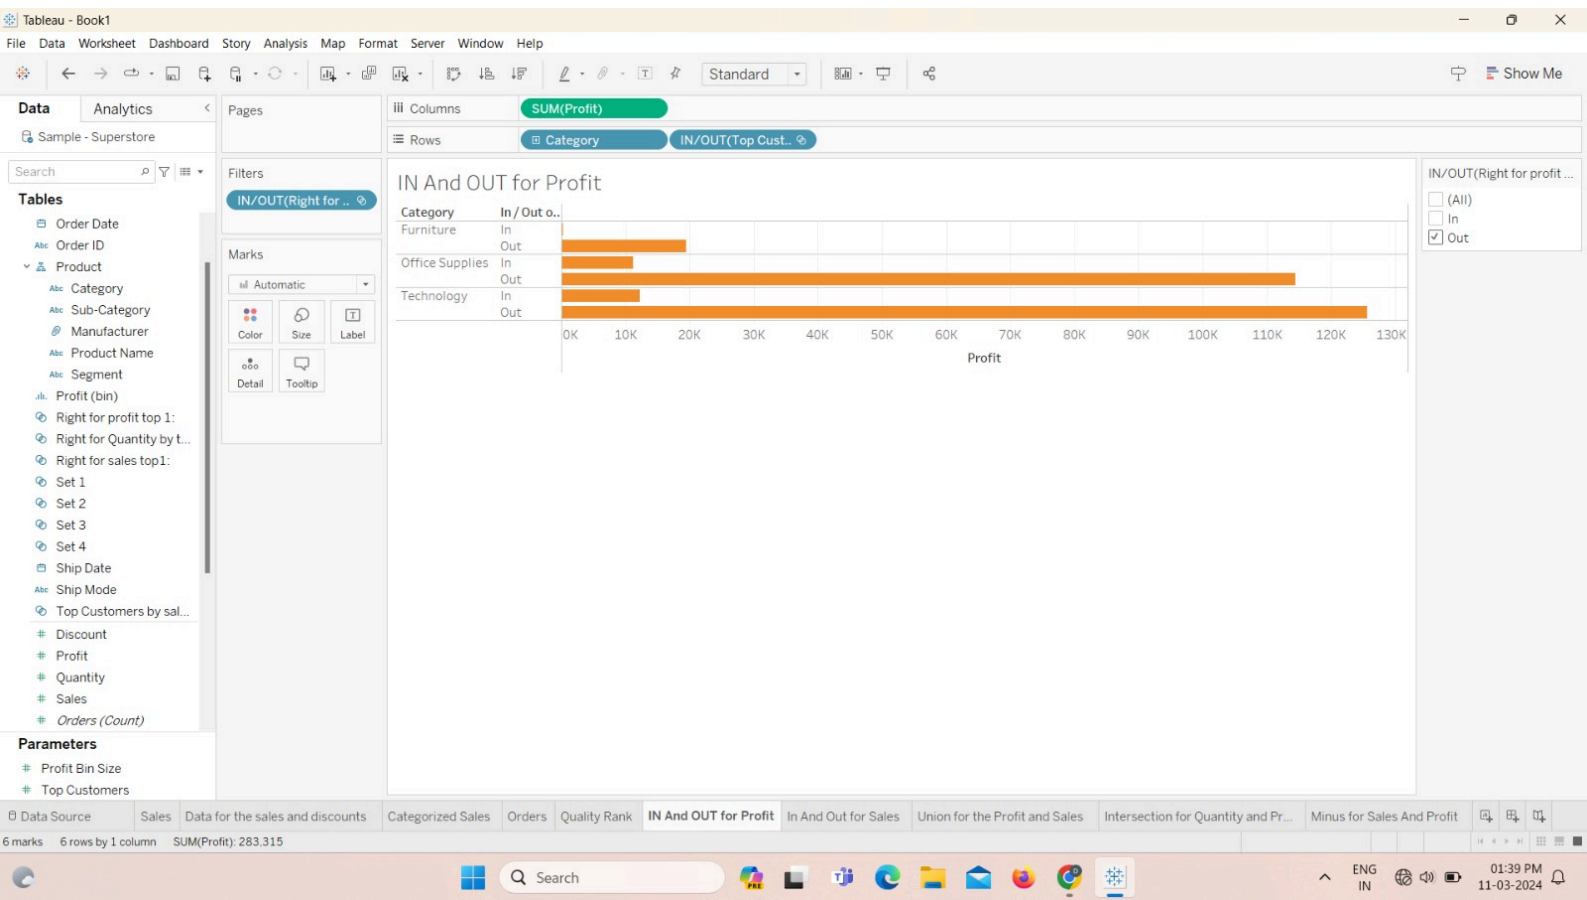 Tableau - Book1
File Data Worksheet Dashboard Story Analysis Map Format Server Window Help
Standard
Show Me
Data Analytics
Sample - Superstore
Search
Tables
Order Date
Abc Order ID
Product
Abc Category
Abc Sub-Category
Manufacturer
Abc Product Name
Abc Segment
Profit (bin)
Right for profit top 1:
Right for Quantity by t...
Right for sales top1:
Set 1
Set 2
Set 3
Set 4
Ship Date
Abc Ship Mode
Top Customers by sal...
# Discount
# Profit
# Quantity
# Sales
# Orders (Count)
Parameters
# Profit Bin Size
# Top Customers
Pages
Filters
IN/OUT(Right for ..
Marks
Automatic
Color Size Label
Detail Tooltip
iii Columns SUM(Profit)
Rows Category IN/OUT(Top Cust..
IN And OUT for Profit
Category In / Out o..
Furniture In
Out
Office Supplies In
Out
Technology In
Out
0K 10K 20K 30K 40K 50K 60K 70K 80K 90K 100K 110K 120K 130K
Profit
IN/OUT(Right for profit ...
(All)
In
Out
Data Source Sales Data for the sales and discounts Categorized Sales Orders Quality Rank IN And OUT for Profit In And Out for Sales Union for the Profit and Sales Intersection for Quantity and Pr... Minus for Sales And Profit
6 marks 6 rows by 1 column SUM(Profit): 283,315
Search
PRE
ENG
IN
01:39 PM
11-03-2024